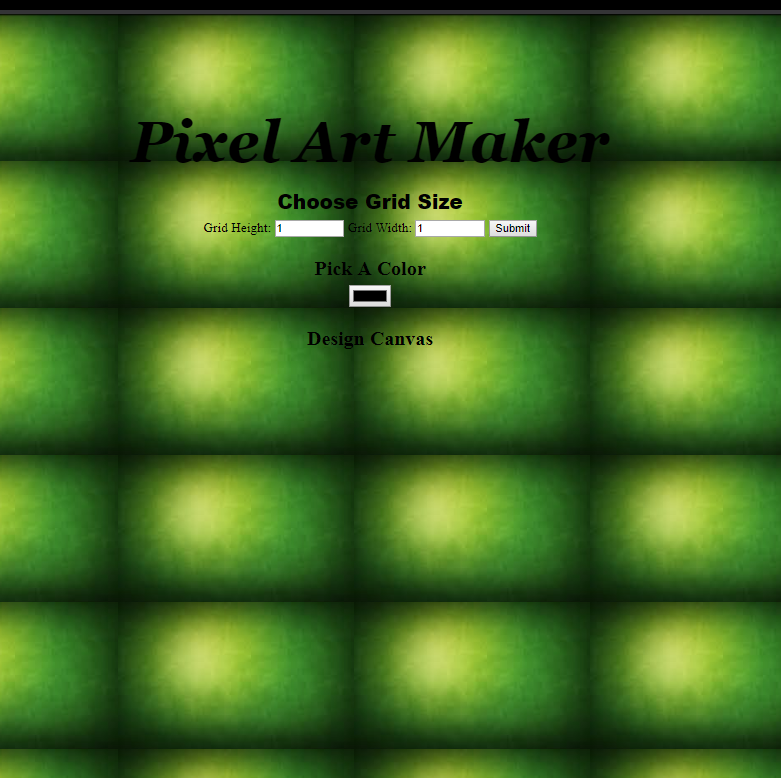 Pixel Art Maker
Choose Grid Size
Grid Height: 1 Grid Width: 1 Submit
Pick A Color
Design Canvas